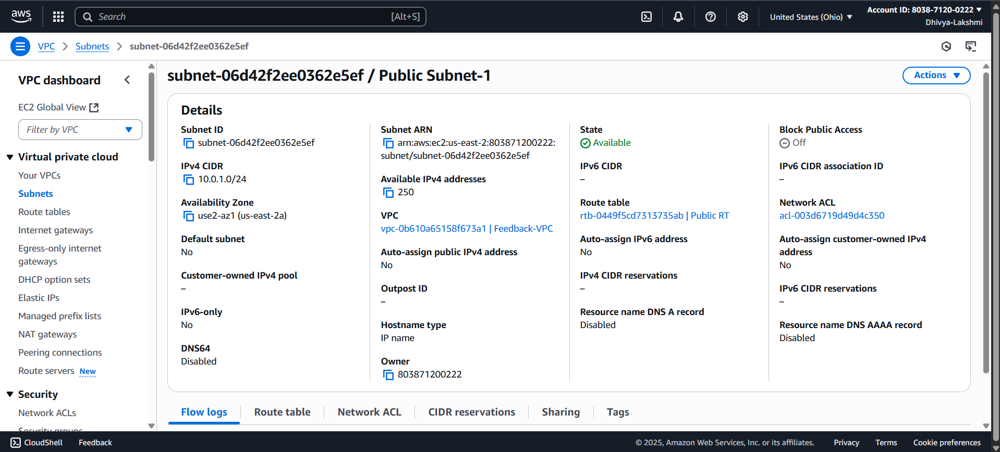 aws
Search
[Alt+S]
United States (Ohio)
Account ID: 8038-7120-0222
Dhivya-Lakshmi
VPC
Subnets
subnet-06d42f2ee0362e5ef
VPC dashboard
EC2 Global View
Filter by VPC
Virtual private cloud
Your VPCs
Subnets
Route tables
Internet gateways
Egress-only internet
gateways
DHCP option sets
Elastic IPs
Managed prefix lists
NAT gateways
Peering connections
Route servers New
Security
Network ACLs
Security groups
subnet-06d42f2ee0362e5ef / Public Subnet-1
Actions
Details
Subnet ID
subnet-06d42f2ee0362e5ef
IPv4 CIDR
10.0.1.0/24
Availability Zone
use2-az1 (us-east-2a)
Default subnet
No
Customer-owned IPv4 pool
–
IPv6-only
No
DNS64
Disabled
Subnet ARN
arn:aws:ec2:us-east-2:803871200222:
subnet/subnet-06d42f2ee0362e5ef
Available IPv4 addresses
250
VPC
vpc-0b610a65158f673a1 | Feedback-VPC
Auto-assign public IPv4 address
No
Outpost ID
–
Hostname type
IP name
Owner
803871200222
State
Available
IPv6 CIDR
–
Route table
rtb-0449f5cd7313735ab | Public RT
Auto-assign IPv6 address
No
IPv4 CIDR reservations
–
Resource name DNS A record
Disabled
Block Public Access
Off
IPv6 CIDR association ID
–
Network ACL
acl-003d6719d49d4c350
Auto-assign customer-owned IPv4
address
No
IPv6 CIDR reservations
–
Resource name DNS AAAA record
Disabled
Flow logs
Route table
Network ACL
CIDR reservations
Sharing
Tags
CloudShell
Feedback
© 2025, Amazon Web Services, Inc. or its affiliates.
Privacy
Terms
Cookie preferences